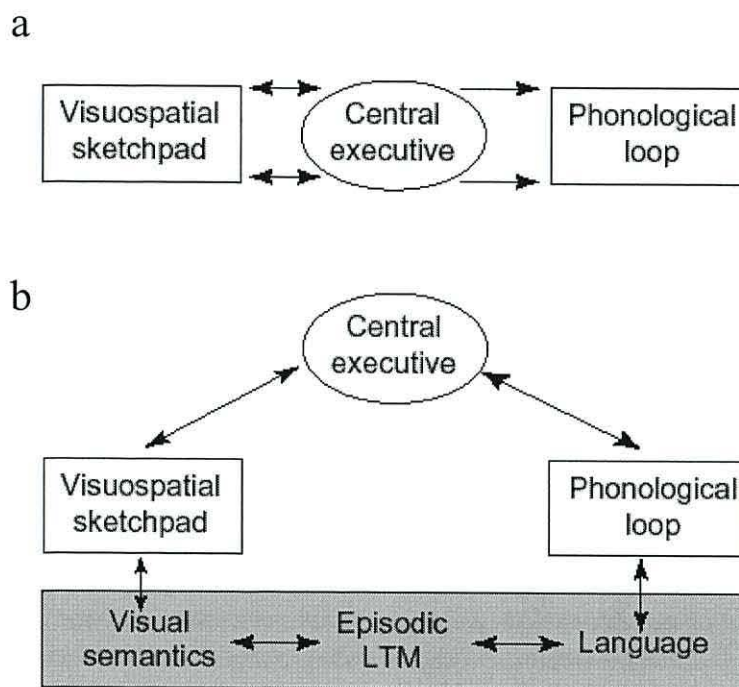 a
Visuospatial
sketchpad
Central
executive
Phonological
loop
b
Central
executive
Visuospatial
sketchpad
Phonological
loop
Visual
semantics
Episodic
LTM
Language